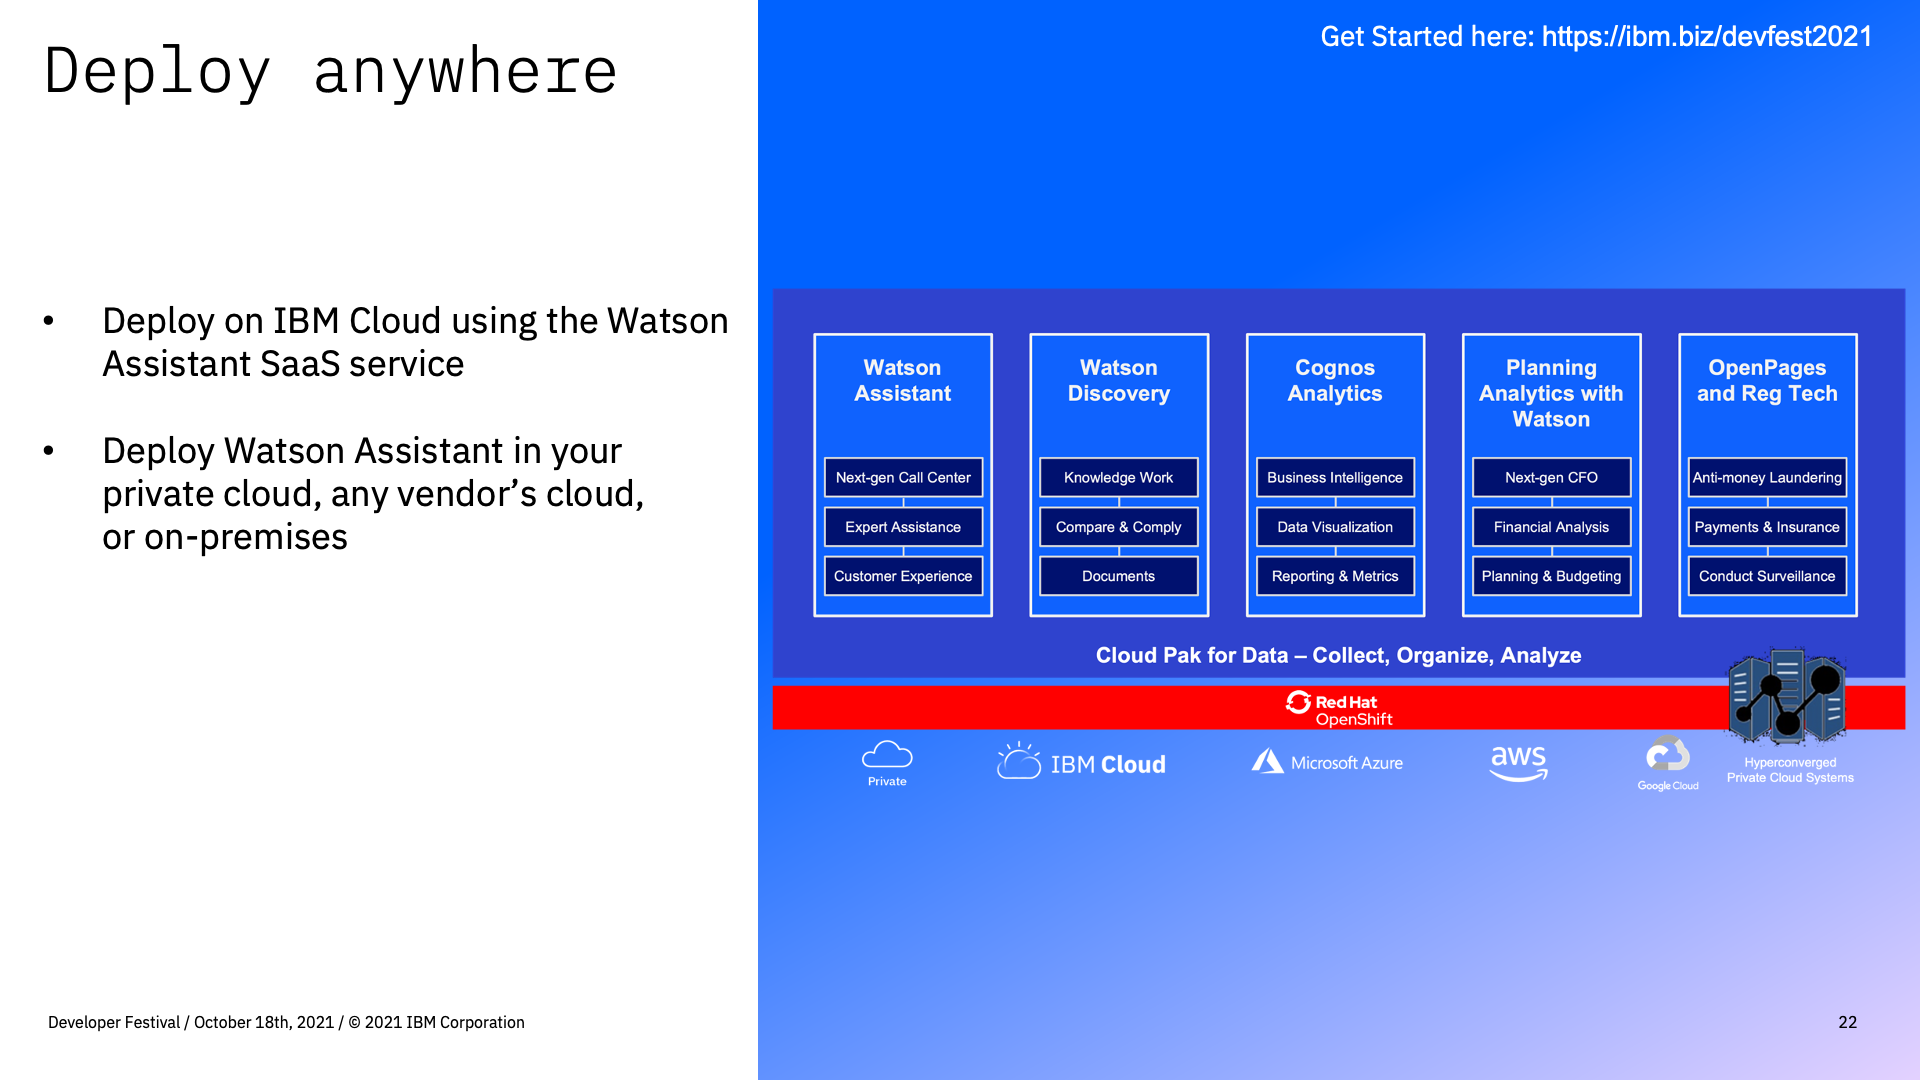 Deploy anywhere
Get Started here: https://ibm.biz/devfest2021
• Deploy on IBM Cloud using the Watson
Assistant SaaS service
• Deploy Watson Assistant in your
private cloud, any vendor’s cloud,
or on-premises
Watson
Assistant
Next-gen Call Center
Expert Assistance
Customer Experience
Watson
Discovery
Knowledge Work
Compare & Comply
Documents
Cognos
Analytics
Business Intelligence
Data Visualization
Reporting & Metrics
Planning
Analytics with
Watson
Next-gen CFO
Financial Analysis
Planning & Budgeting
OpenPages
and Reg Tech
Anti-money Laundering
Payments & Insurance
Conduct Surveillance
Cloud Pak for Data – Collect, Organize, Analyze
Red Hat
OpenShift
Private
IBM Cloud
Microsoft Azure
aws
Google Cloud
Hyperconverged
Private Cloud Systems
Developer Festival / October 18th, 2021 / © 2021 IBM Corporation
22